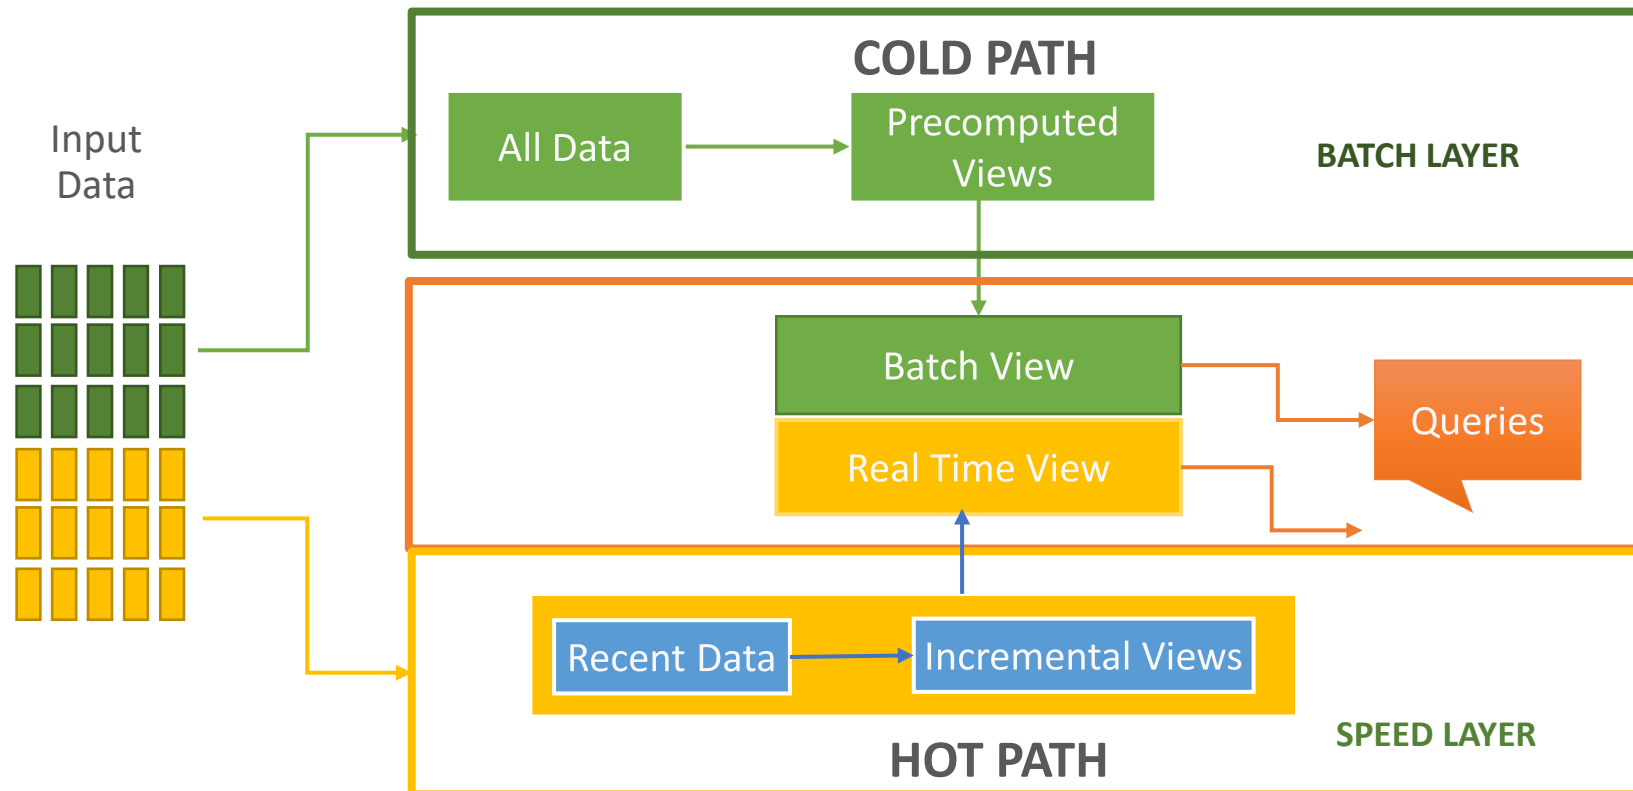 COLD PATH
Input
Data
All Data
Precomputed
Views
BATCH LAYER
Batch View
Real Time View
Queries
Recent Data
Incremental Views
SPEED LAYER
HOT PATH